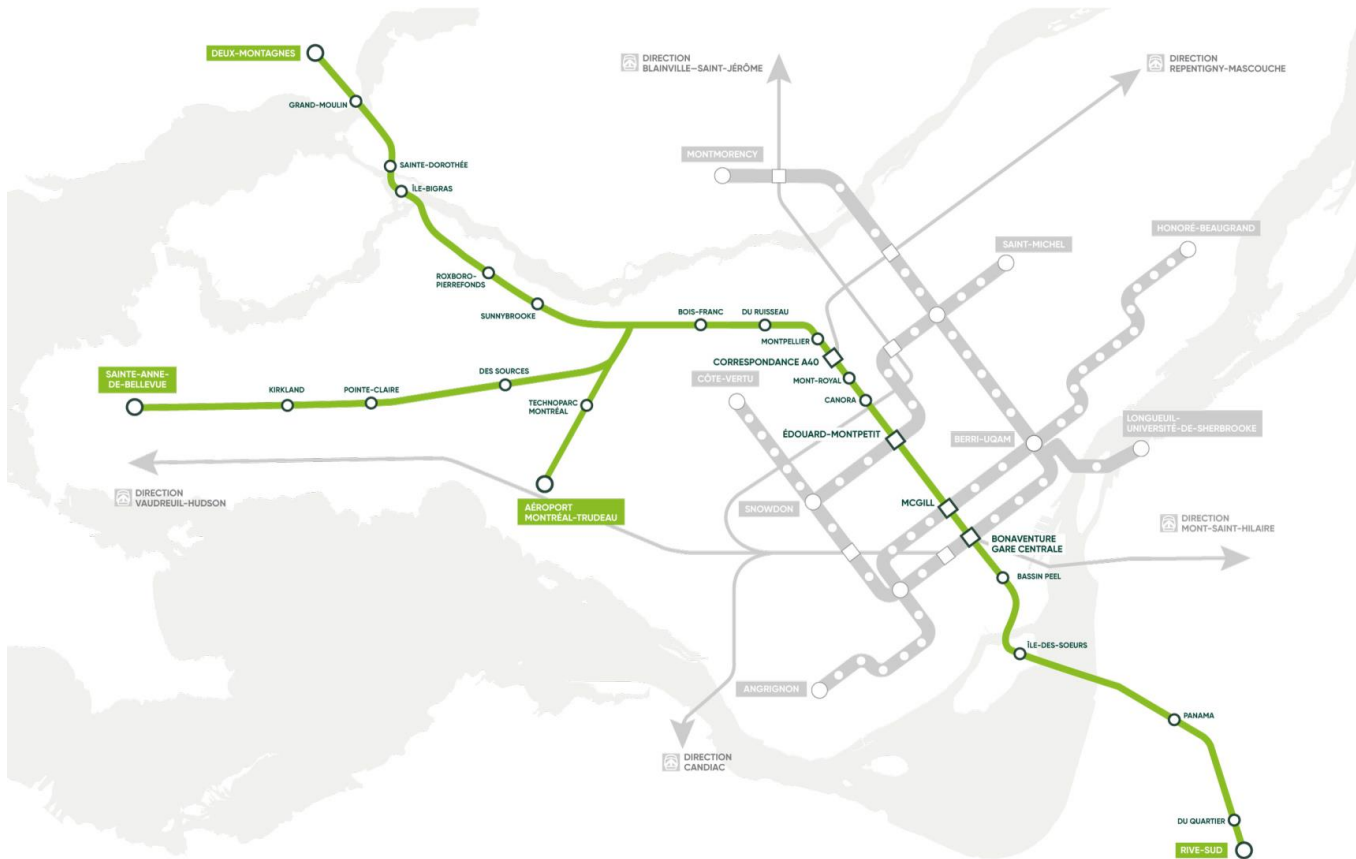 DEUX-MONTAGNES
DIRECTION
BLAINVILLE–SAINT-JÉRÔME
DIRECTION
REPENTIGNY-MASCOUCHE
GRAND-MOULIN
MONTMORENCY
SAINTE-DOROTHÉE
ÎLE-BIGRAS
HONORÉ-BEAUGRAND
SAINT-MICHEL
ROXBORO-
PIERREFONDS
SUNNYBROOKE
BOIS-FRANC
DU RUISSEAU
MONTPELLIER
CORRESPONDANCE A40
SAINTE-ANNE-
DE-BELLEVUE
KIRKLAND
POINTE-CLAIRE
DES SOURCES
TECHNOPARC
MONTRÉAL
CÔTE-VERTU
MONT-ROYAL
CANORA
ÉDOUARD-MONTPETIT
BERRI-UQAM
LONGUEUIL-
UNIVERSITÉ-DE-SHERBROOKE
DIRECTION
VAUDREUIL-HUDSON
AÉROPORT
MONTRÉAL-TRUDEAU
SNOWDON
MCGILL
BONAVENTURE
GARE CENTRALE
DIRECTION
MONT-SAINT-HILAIRE
BASSIN PEEL
ÎLE-DES-SOEURS
ANGRIGNON
PANAMA
DIRECTION
CANDIAC
DU QUARTIER
RIVE-SUD